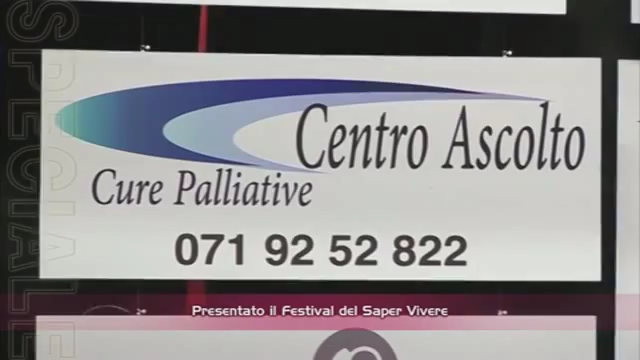 SPECIALE
Centro Ascolto
Cure Palliative
071 92 52 822
Presentato il Festival del Saper Vivere